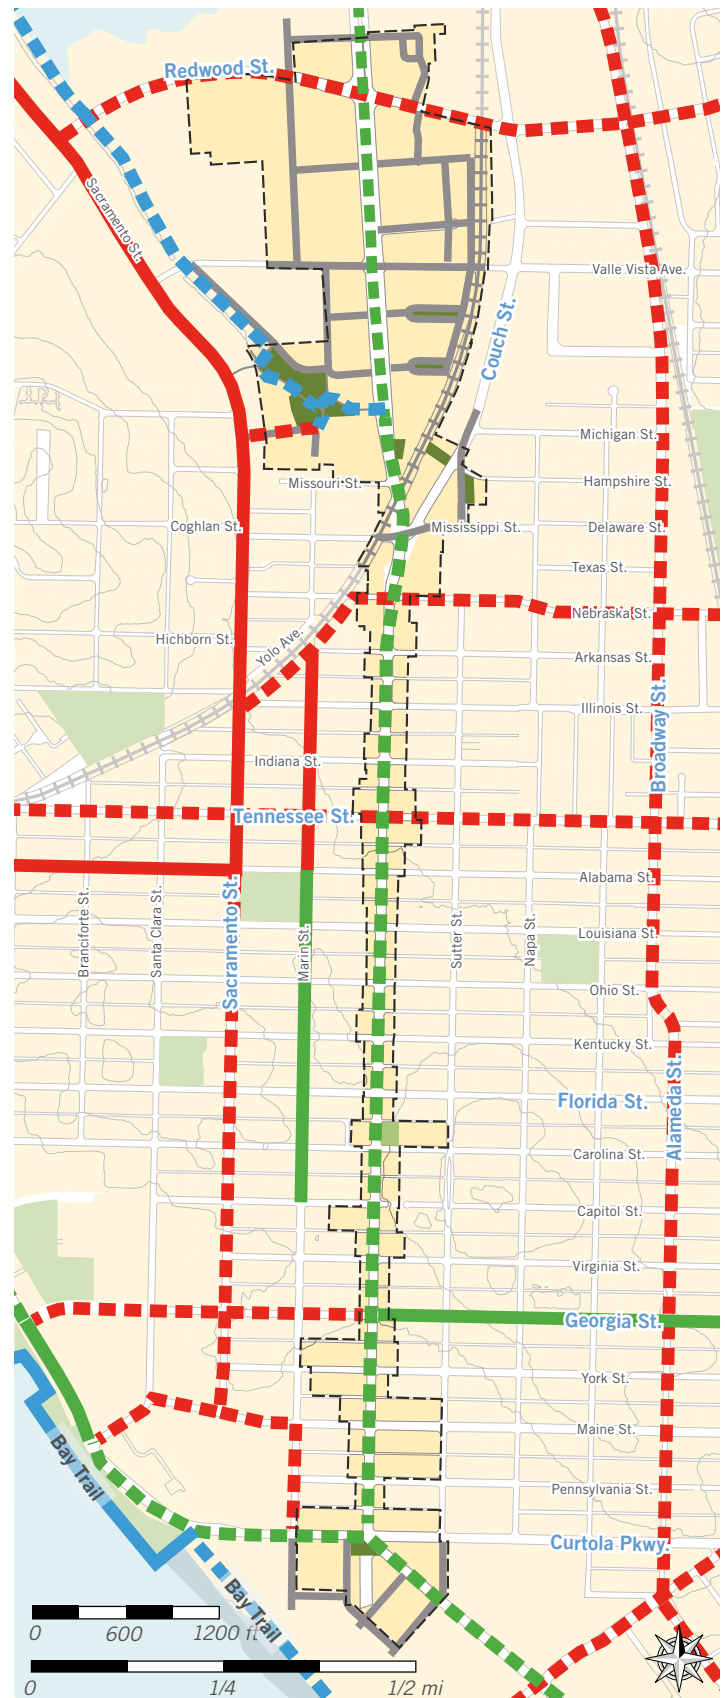 Redwood St.
Sacramento St.
Valle Vista Ave.
Couch St.
Michigan St.
Missouri St.
Hampshire St.
Coghlan St.
Mississippi St.
Delaware St.
Texas St.
Nebraska St.
Hichborn St.
Yolo Ave.
Arkansas St.
Illinois St.
Broadway St.
Indiana St.
Tennessee St.
Alabama St.
Branciforte St.
Santa Clara St.
Sacramento St.
Marin St.
Sutter St.
Napa St.
Louisiana St.
Ohio St.
Kentucky St.
Florida St.
Alameda St.
Carolina St.
Capitol St.
Virginia St.
Georgia St.
York St.
Maine St.
Bay Trail
Pennsylvania St.
Curtola Pkwy.
Bay Trail
0 600 1200 ft
0 1/4 1/2 mi